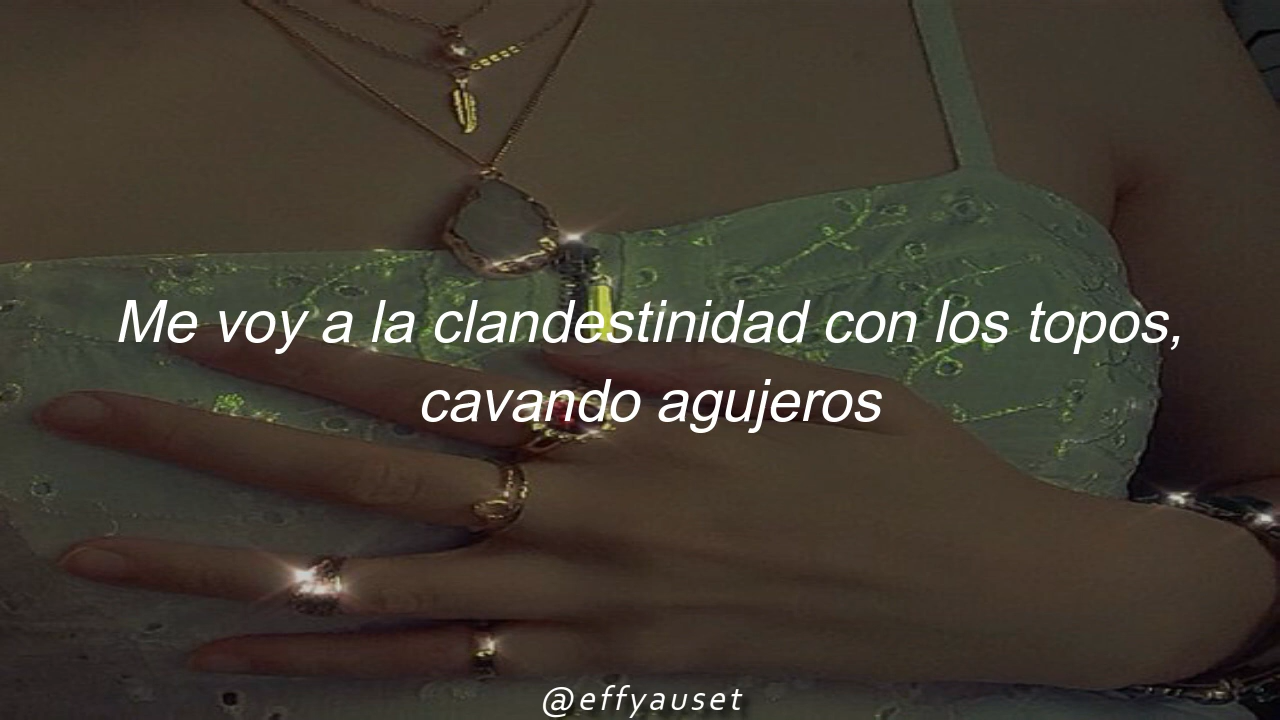 Me voy a la clandestinidad con los topos,
cavando agujeros
@effyauset